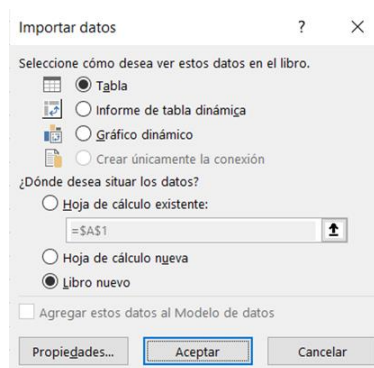 Importar datos ? ×
Seleccione cómo desea ver estos datos en el libro.
Tabla
Informe de tabla dinámica
Gráfico dinámico
Crear únicamente la conexión
¿Dónde desea situar los datos?
Hoja de cálculo existente:
=$A$1
Hoja de cálculo nueva
Libro nuevo
Agregar estos datos al Modelo de datos
Propiedades... Aceptar Cancelar